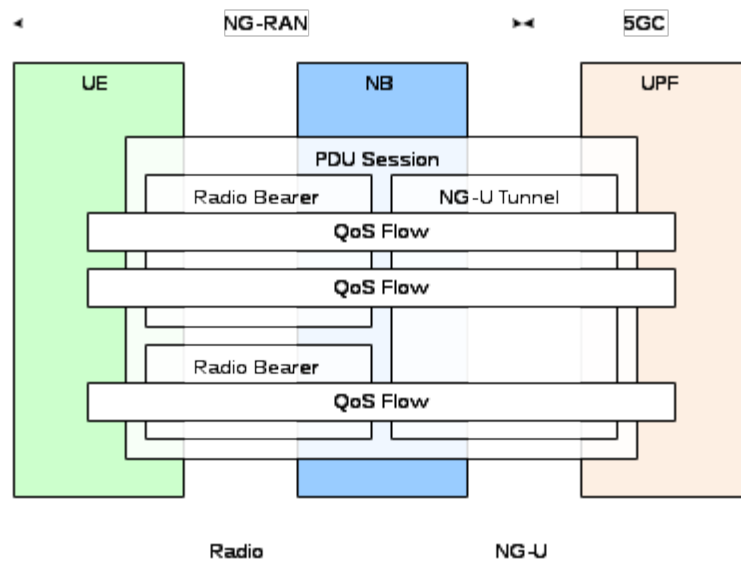 NG-RAN 5GC
UE NB UPF
PDU Session
Radio Bearer NG-U Tunnel
QoS Flow
QoS Flow
Radio Bearer
QoS Flow
Radio NG-U